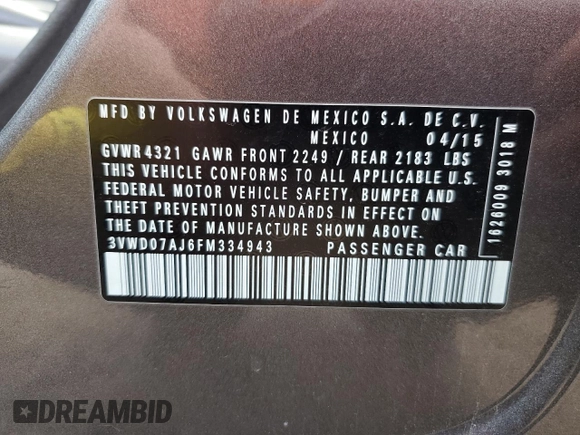 MFD BY VOLKSWAGEN DE MEXICO S.A. DE C.V.
MEXICO 04/15
GVWR 4321 GAWR FRONT 2249 / REAR 2183 LBS
THIS VEHICLE CONFORMS TO ALL APPLICABLE U.S.
FEDERAL MOTOR VEHICLE SAFETY, BUMPER AND
THEFT PREVENTION STANDARDS IN EFFECT ON
THE DATE OF MANUFACTURE SHOWN ABOVE.
3VWD07AJ6FM334943 PASSENGER CAR
1626009 3018 M
DREAMBID